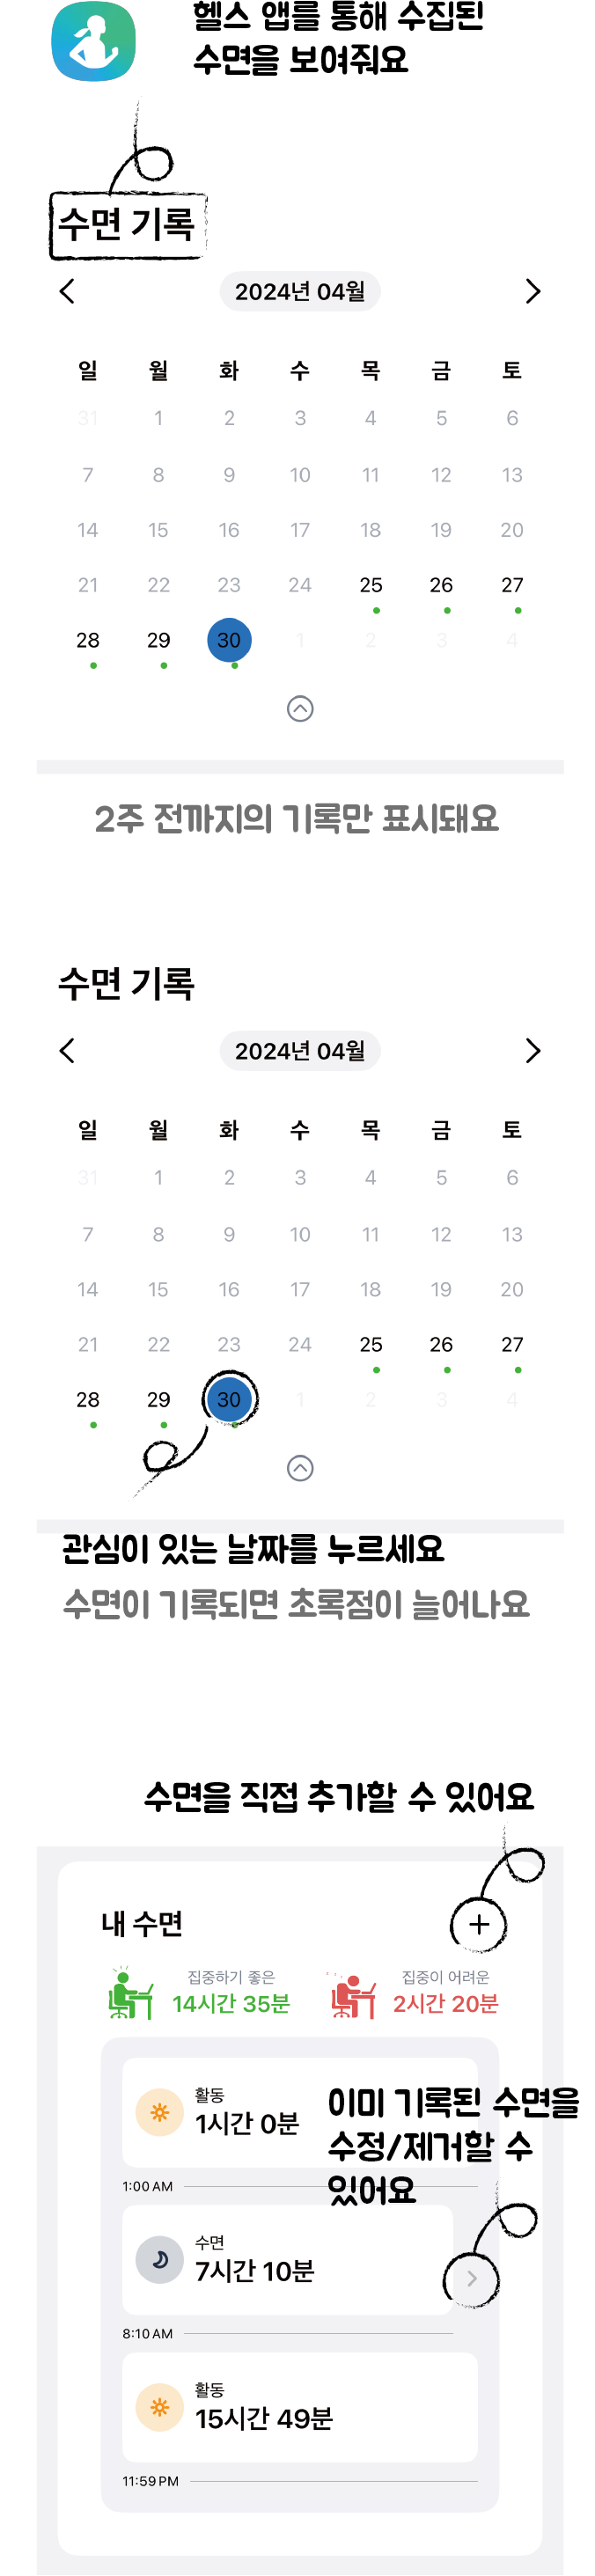 헬스 앱를 통해 수집된
수면을 보여줘요
수면 기록
2024년 04월
일 월 화 수 목 금 토
31 1 2 3 4 5 6
7 8 9 10 11 12 13
14 15 16 17 18 19 20
21 22 23 24 25 26 27
28 29 30 1 2 3 4
2주 전까지의 기록만 표시돼요
수면 기록
2024년 04월
일 월 화 수 목 금 토
31 1 2 3 4 5 6
7 8 9 10 11 12 13
14 15 16 17 18 19 20
21 22 23 24 25 26 27
28 29 30 1 2 3 4
관심이 있는 날짜를 누르세요
수면이 기록되면 초록점이 늘어나요
수면을 직접 추가할 수 있어요
내 수면
집중하기 좋은 집중이 어려운
14시간 35분 2시간 20분
활동
1시간 0분
이미 기록된 수면을
수정/제거할 수
있어요
1:00 AM
수면
7시간 10분
8:10 AM
활동
15시간 49분
11:59 PM